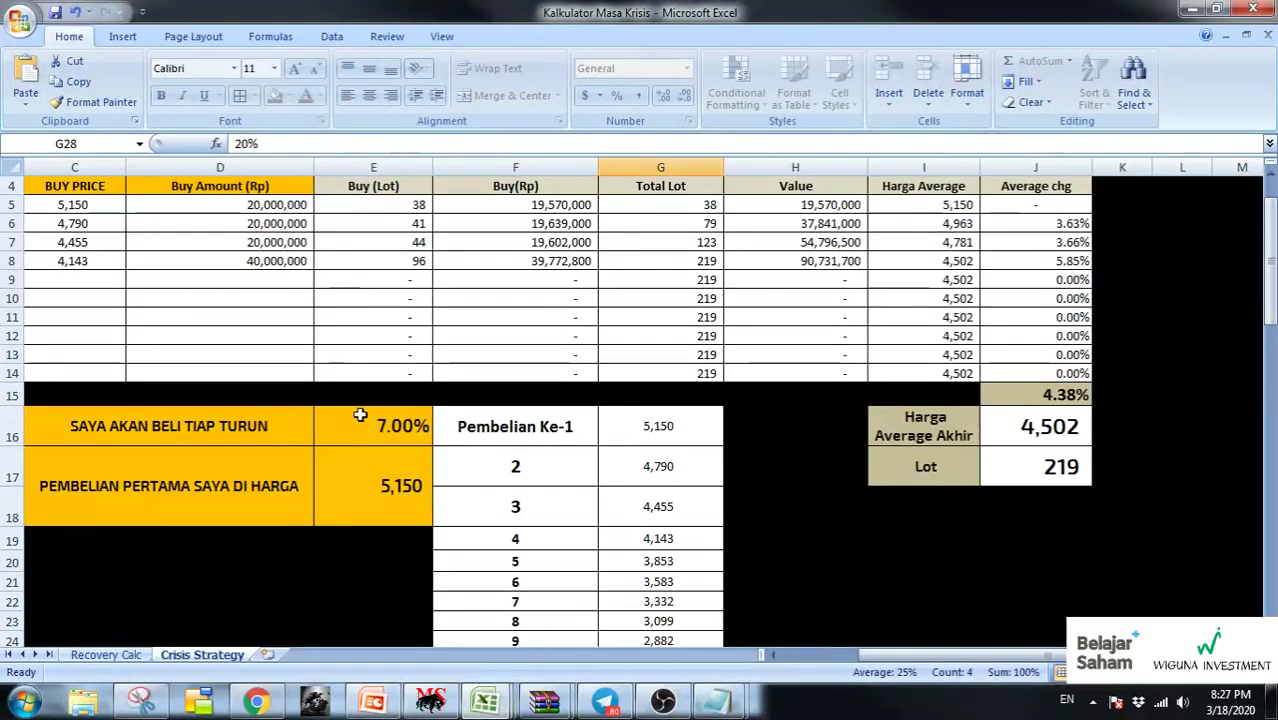 Kalkulator Masa Krisis - Microsoft Excel
Home Insert Page Layout Formulas Data Review View
Paste Cut Copy Format Painter Clipboard
Calibri 11 B I U Font
Wrap Text Merge & Center Alignment
General $ % , Number
Conditional Formatting Format as Table Cell Styles Styles
Insert Delete Format Cells
AutoSum Fill Clear Sort & Filter Find & Select Editing
G28 fx 20%
C D E F G H I J K L M
4 BUY PRICE Buy Amount (Rp) Buy (Lot) Buy(Rp) Total Lot Value Harga Average Average chg
5 5,150 20,000,000 38 19,570,000 38 19,570,000 5,150 -
6 4,790 20,000,000 41 19,639,000 79 37,841,000 4,963 3.63%
7 4,455 20,000,000 44 19,602,000 123 54,796,500 4,781 3.66%
8 4,143 40,000,000 96 39,772,800 219 90,731,700 4,502 5.85%
9 - - 219 - 4,502 0.00%
10 - - 219 - 4,502 0.00%
11 - - 219 - 4,502 0.00%
12 - - 219 - 4,502 0.00%
13 - - 219 - 4,502 0.00%
14 - - 219 - 4,502 0.00%
15 4.38%
16 SAYA AKAN BELI TIAP TURUN 7.00% Pembelian Ke-1 5,150 Harga Average Akhir 4,502
17 PEMBELIAN PERTAMA SAYA DI HARGA 5,150 2 4,790 Lot 219
18 3 4,455
19 4 4,143
20 5 3,853
21 6 3,583
22 7 3,332
23 8 3,099
24 9 2,882
Belajar+ Saham
WIGUNA INVESTMENT
Recovery Calc Crisis Strategy
Ready Average: 25% Count: 4 Sum: 100%
MS 80 EN 8:27 PM
3/18/2020